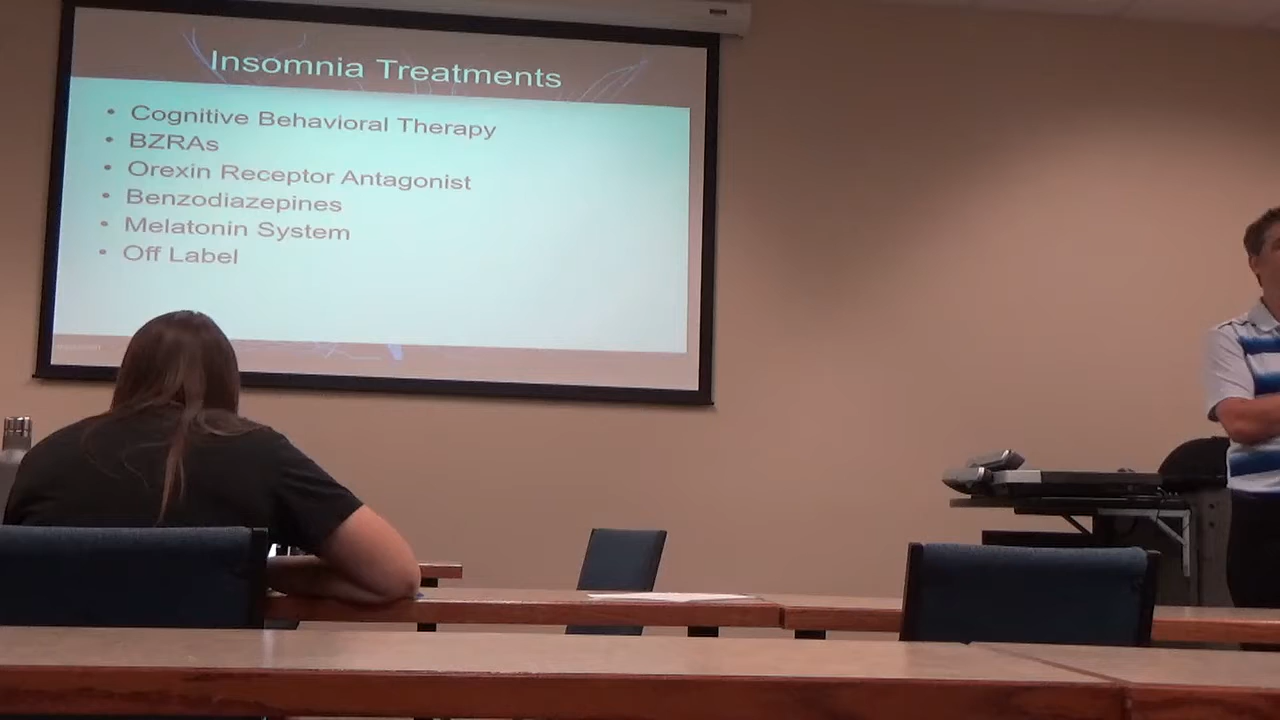 Insomnia Treatments
• Cognitive Behavioral Therapy
• BZRAs
• Orexin Receptor Antagonist
• Benzodiazepines
• Melatonin System
• Off Label